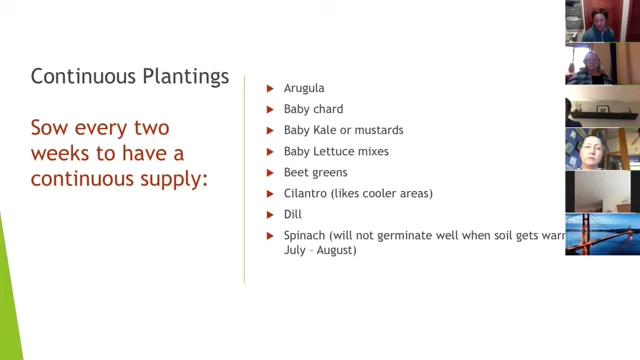 Continuous Plantings
Sow every two
weeks to have a
continuous supply:
Arugula
Baby chard
Baby Kale or mustards
Baby Lettuce mixes
Beet greens
Cilantro (likes cooler areas)
Dill
Spinach (will not germinate well when soil gets warm
July – August)